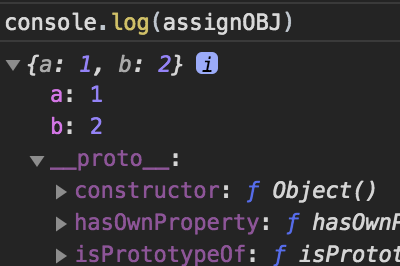 console.log(assignOBJ)
{a: 1, b: 2} i
a: 1
b: 2
__proto__:
constructor: ƒ Object()
hasOwnProperty: ƒ
isPrototypeOf: ƒ